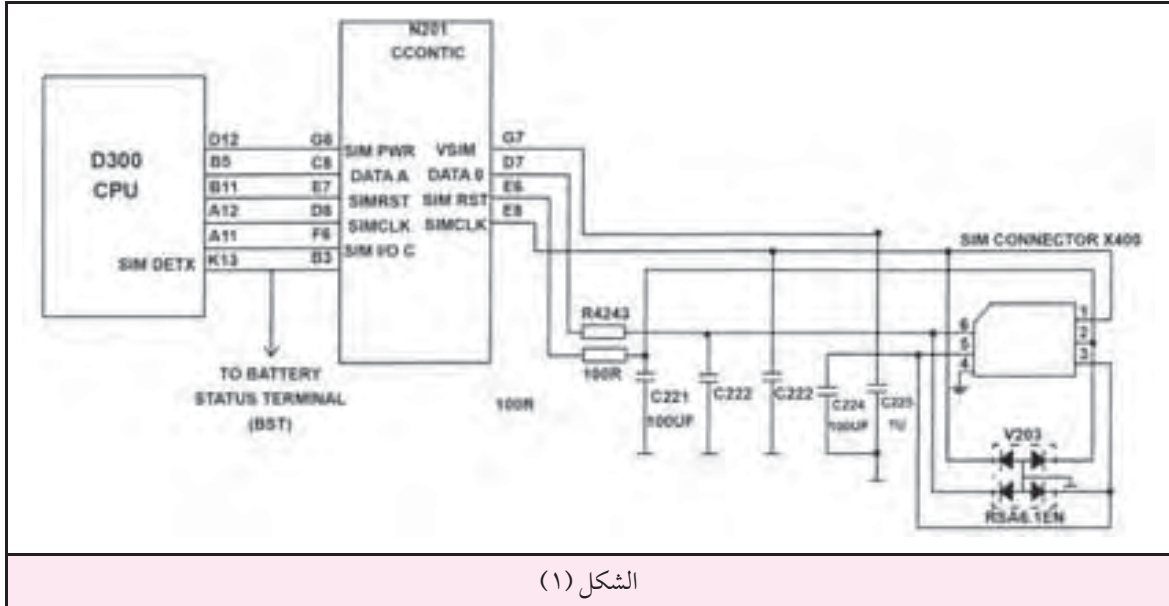 N201
CCONTIC
D300
CPU
D12
B5
B11
A12
A11
SIM DETX K13
G6
C8
E7
D8
F6
B3
SIM PWR VSIM
DATA A DATA 0
SIMRST SIM RST
SIMCLK SIMCLK
SIM I/O C
G7
D7
E6
E8
TO BATTERY
STATUS TERMINAL
(BST)
SIM CONNECTOR X400
R4243
100R
100R
C221
100UF
C222
C222
C224
100UF
C225
1U
6
5
4
1
2
3
V203
RSA6.1EN
الشكل (١)